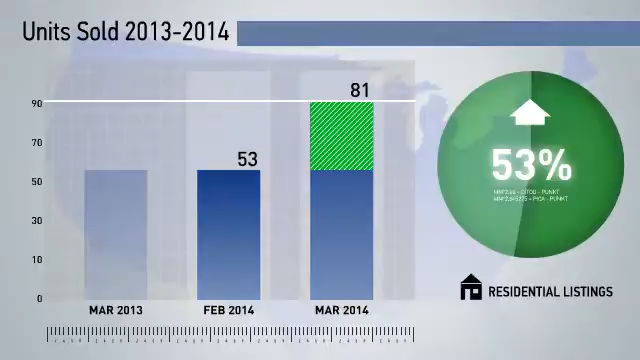 Units Sold 2013-2014
81
90
70
53
50
30
10
0
MAR 2013
FEB 2014
MAR 2014
53%
RESIDENTIAL LISTINGS